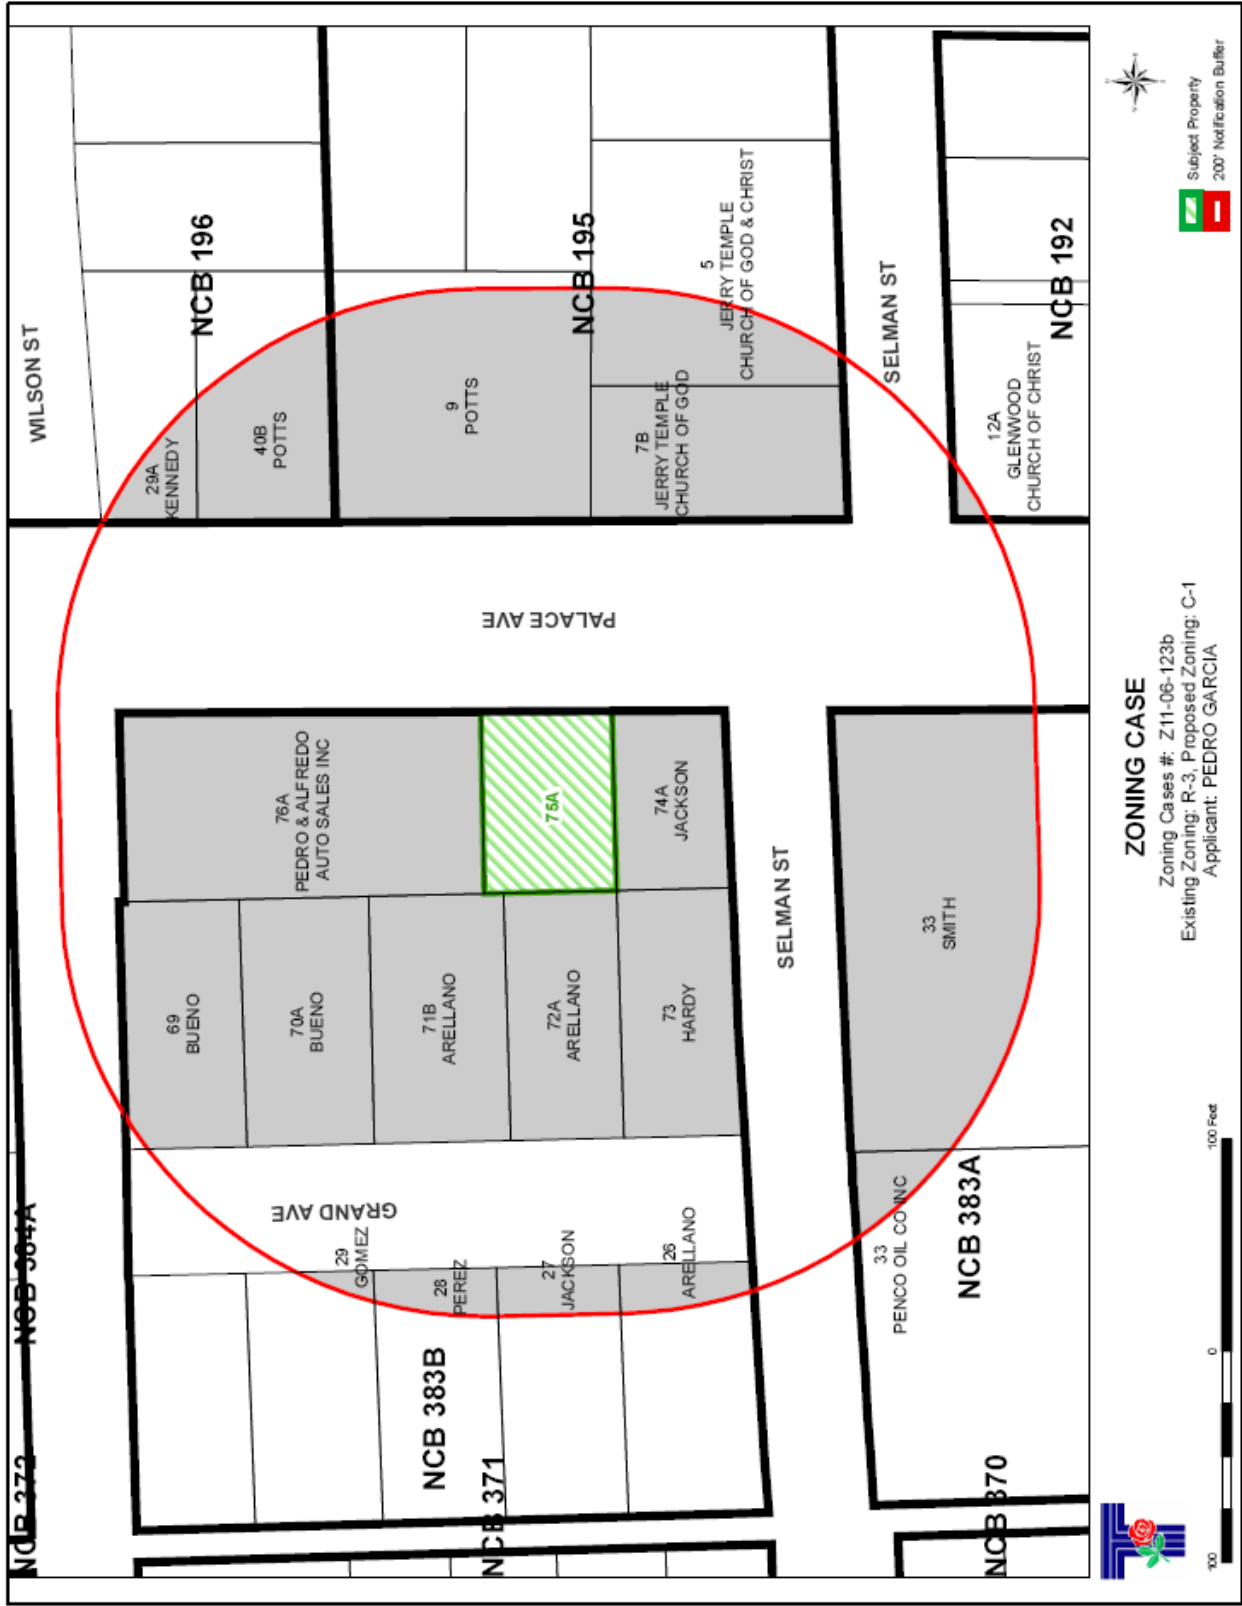 NCB 372
NCB 384A
WILSON ST
29A
KENNEDY
NCB 196
40B
POTTS
69
BUENO
76A
PEDRO & ALFREDO
AUTO SALES INC
70A
BUENO
GRAND AVE
29
GOMEZ
NCB 383B
28
PEREZ
71B
ARELLANO
9
POTTS
PALACE AVE
NCB 371
27
JACKSON
72A
ARELLANO
75A
NCB 195
26
ARELLANO
73
HARDY
74A
JACKSON
7B
JERRY TEMPLE
CHURCH OF GOD
5
JERRY TEMPLE
CHURCH OF GOD & CHRIST
SELMAN ST
SELMAN ST
33
PENCO OIL CO INC
33
SMITH
NCB 383A
NCB 370
12A
GLENWOOD
CHURCH OF CHRIST
NCB 192
ZONING CASE
Zoning Cases #: Z11-06-123b
Existing Zoning: R-3, Proposed Zoning: C-1
Applicant: PEDRO GARCIA
100 0 100 Feet
Subject Property
200' Notification Buffer